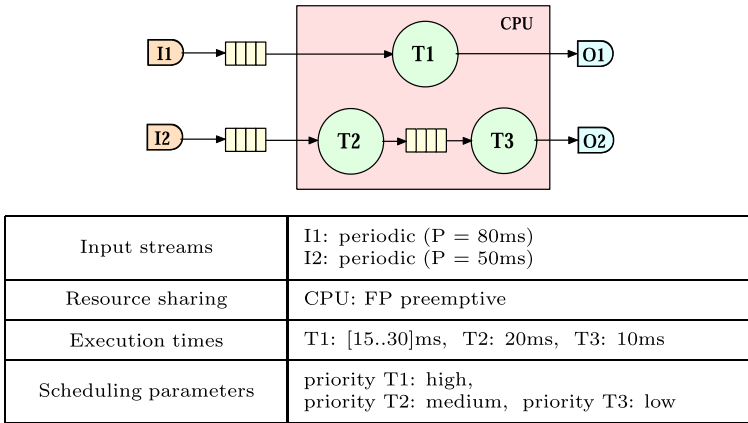 CPU
I1
T1
O1
I2
T2
T3
O2
Input streams
I1: periodic (P = 80ms)
I2: periodic (P = 50ms)
Resource sharing
CPU: FP preemptive
Execution times
T1: [15..30]ms, T2: 20ms, T3: 10ms
Scheduling parameters
priority T1: high,
priority T2: medium, priority T3: low